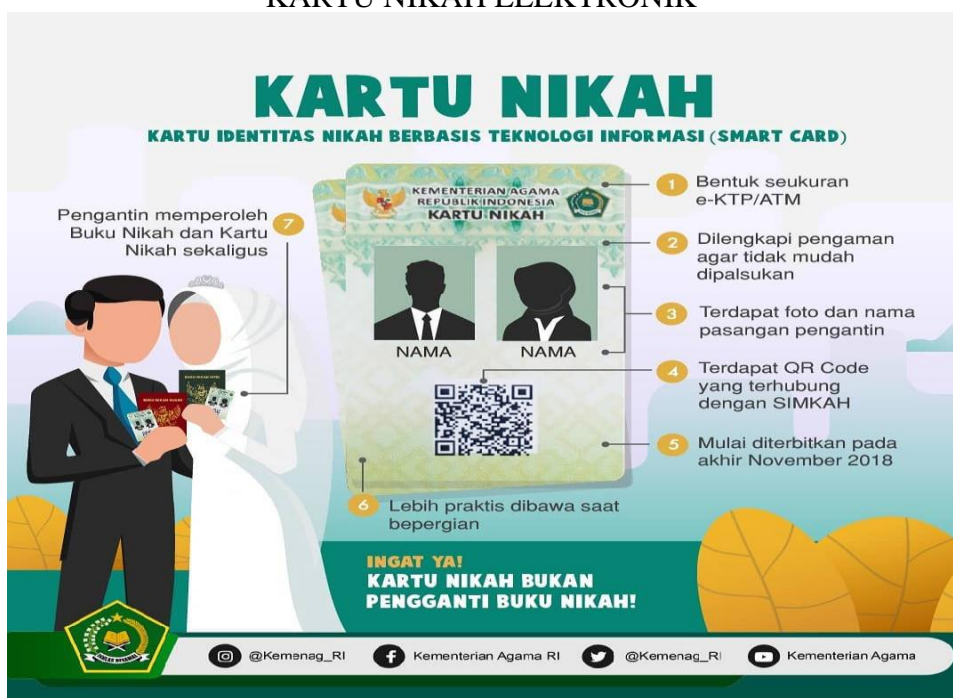 KARTU NIKAH ELEKTRONIK
KARTU NIKAH
KARTU IDENTITAS NIKAH BERBASIS TEKNOLOGI INFORMASI (SMART CARD)
KEMENTERIAN AGAMA
REPUBLIK INDONESIA
KARTU NIKAH
NAMA
NAMA
1
Bentuk seukuran
e-KTP/ATM
2
Dilengkapi pengaman
agar tidak mudah
dipalsukan
3
Terdapat foto dan nama
pasangan pengantin
4
Terdapat QR Code
yang terhubung
dengan SIMKAH
5
Mulai diterbitkan pada
akhir November 2018
6
Lebih praktis dibawa saat
bepergian
7
Pengantin memperoleh
Buku Nikah dan Kartu
Nikah sekaligus
INGAT YA!
KARTU NIKAH BUKAN
PENGGANTI BUKU NIKAH!
@Kemenag_RI
Kementerian Agama RI
@Kemenag_RI
Kementerian Agama